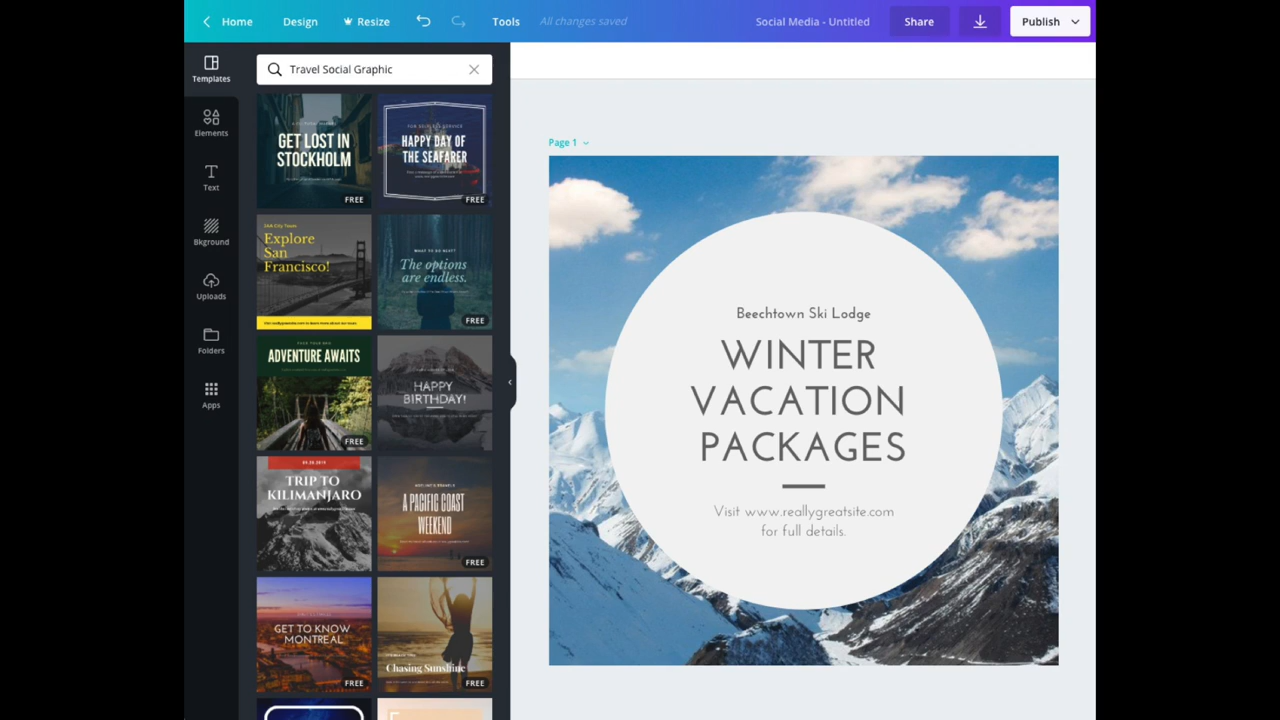 Home
Design
Resize
Tools
All changes saved
Social Media - Untitled
Share
Publish
Templates
Elements
Text
Bkground
Uploads
Folders
Apps
Travel Social Graphic
GET LOST IN
STOCKHOLM
FREE
HAPPY DAY OF
THE SEAFARER
FREE
Explore
San
Francisco!
WHAT TO DO NEXT?
The options
are endless.
FREE
ADVENTURE AWAITS
FREE
HAPPY
BIRTHDAY!
TRIP TO
KILIMANJARO
A PACIFIC COAST
WEEKEND
FREE
GET TO KNOW
MONTREAL
FREE
Chasing Sunshine
FREE
Page 1
Beechtown Ski Lodge
WINTER
VACATION
PACKAGES
Visit www.reallygreatsite.com
for full details.